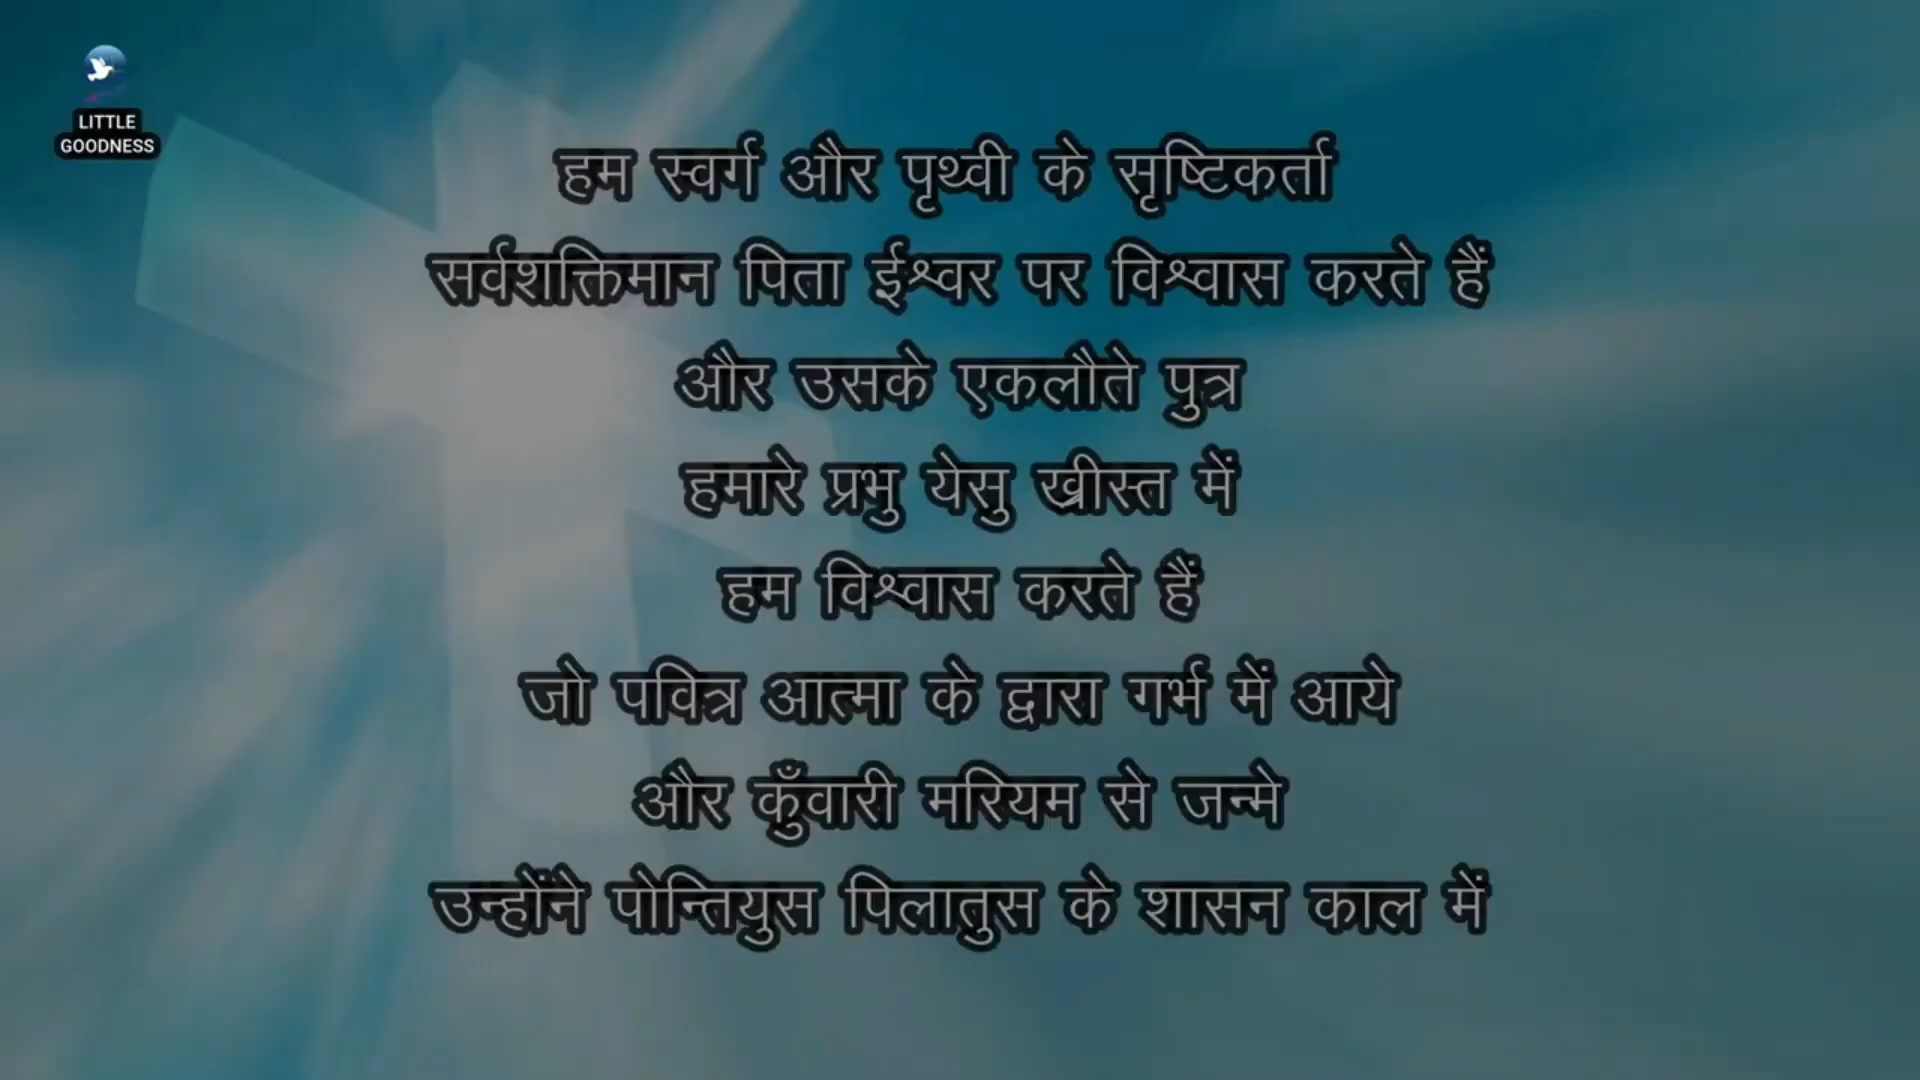 LITTLE
GOODNESS
हम स्वर्ग और पृथ्वी के सृष्टिकर्ता
सर्वशक्तिमान पिता ईश्वर पर विश्वास करते हैं
और उसके एकलौते पुत्र
हमारे प्रभु येसु ख्रीस्त में
हम विश्वास करते हैं
जो पवित्र आत्मा के द्वारा गर्भ में आये
और कुँवारी मरियम से जन्मे
उन्होंने पोन्तियुस पिलातुस के शासन काल में